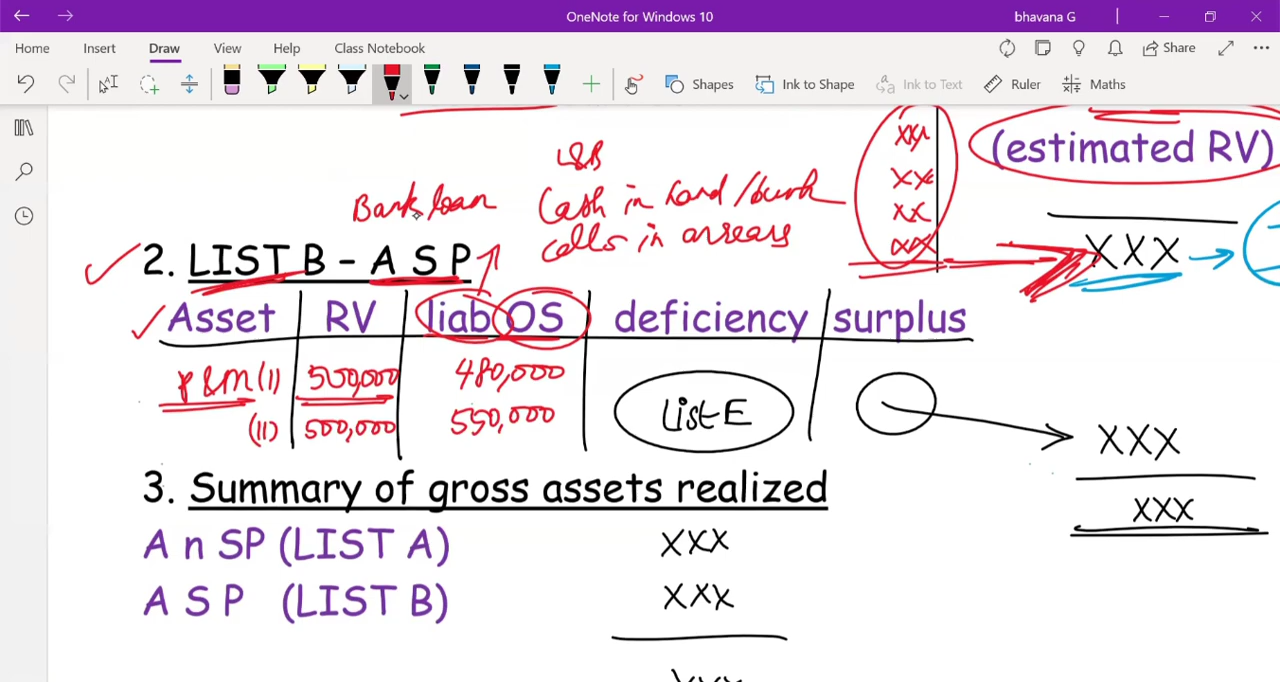 OneNote for Windows 10
bhavana G
Home Insert Draw View Help Class Notebook
Share
Shapes Ink to Shape Ink to Text Ruler Maths
xxx
xxx
xx
xxx
(estimated RV)
L&B
Bank loan
Cash in hand/bank
calls in arrears
XXX
2. LIST B - A S P
Asset RV liab OS deficiency surplus
P&M (i) 500,000 480,000
(ii) 500,000 550,000
List E
XXX
3. Summary of gross assets realized
XXX
A n SP (LIST A) XXX
A S P (LIST B) XXX